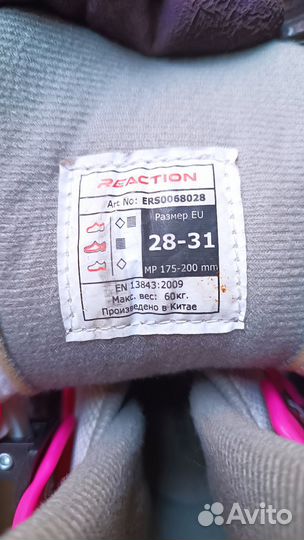 REACTION
Art No: ERS0068028
Размер EU
28-31
MP 175-200 mm
EN 13843:2009
Макс. вес: 60кг.
Произведено в Китае
Avito